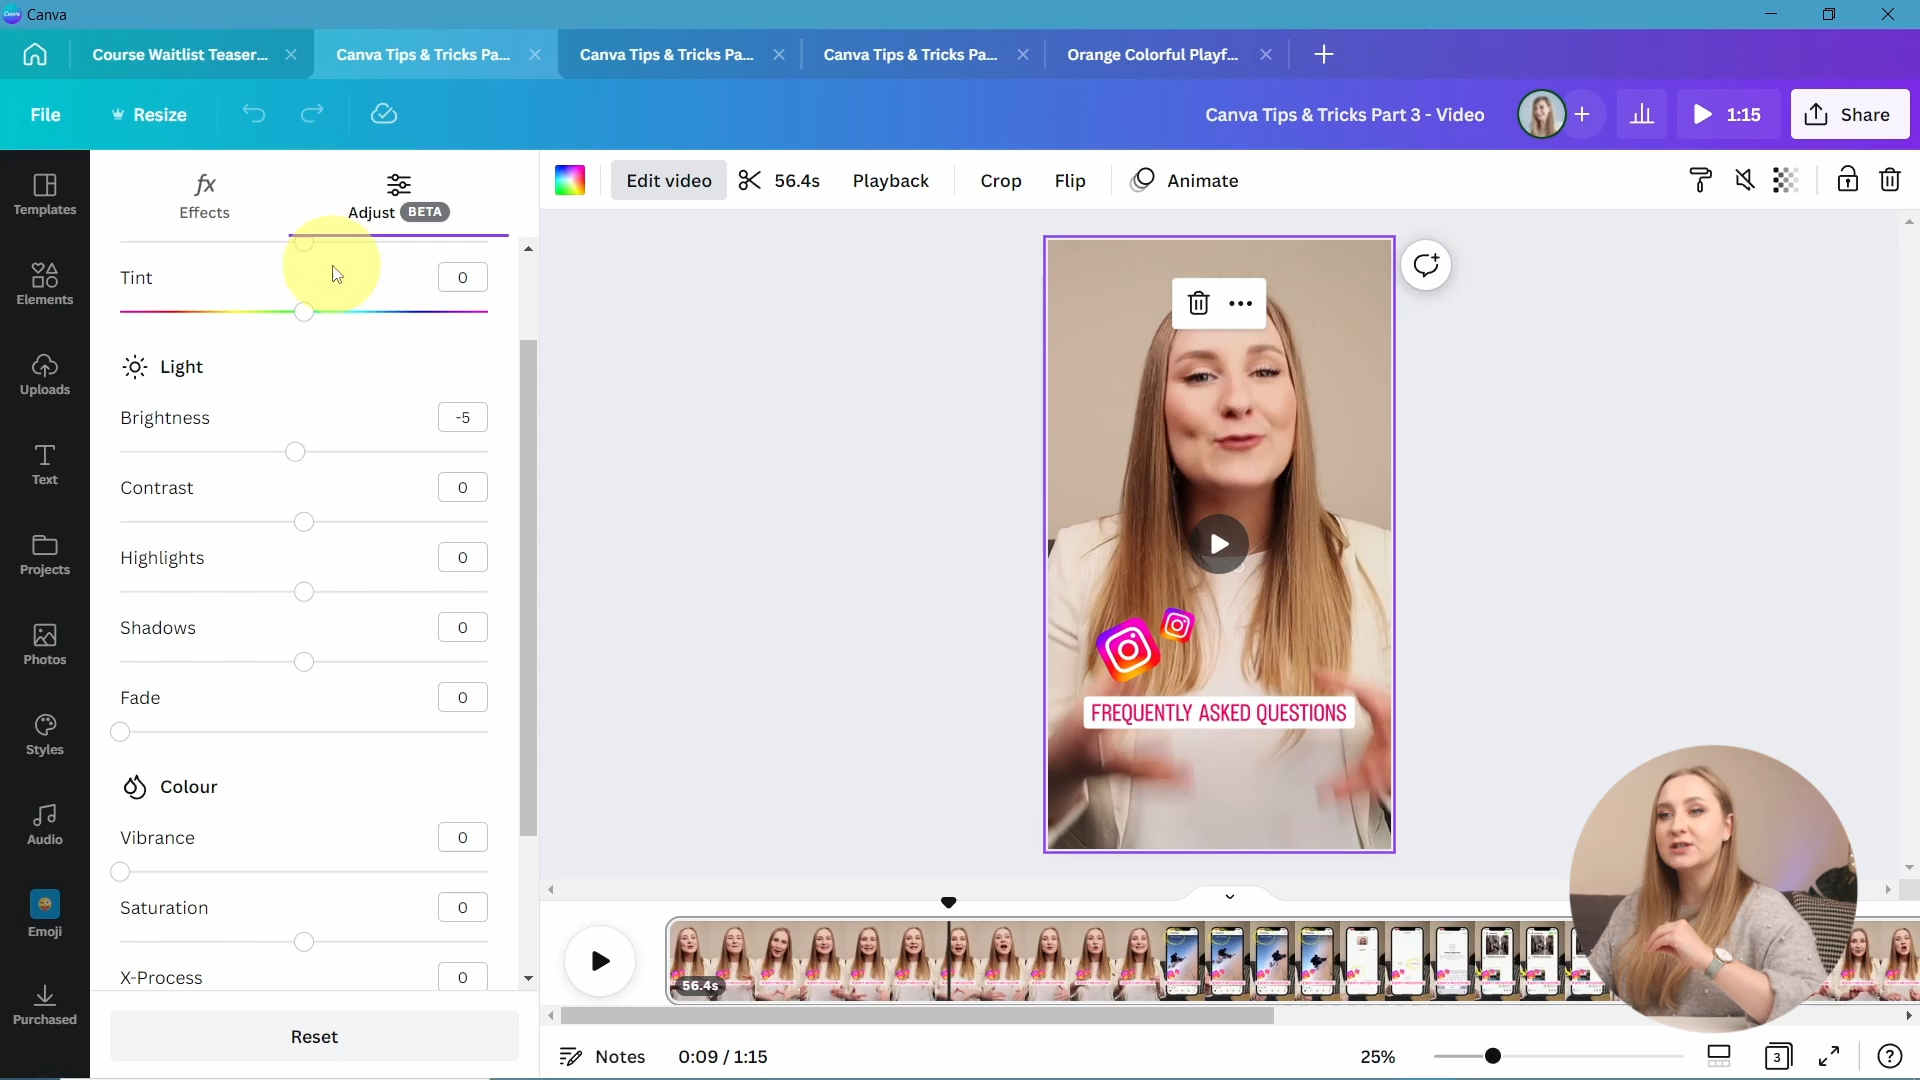 Canva
Course Waitlist Teaser...
Canva Tips & Tricks Pa...
Canva Tips & Tricks Pa...
Canva Tips & Tricks Pa...
Orange Colorful Playf...
File
Resize
Canva Tips & Tricks Part 3 - Video
1:15
Share
Templates
Elements
Uploads
Text
Projects
Photos
Styles
Audio
Emoji
Purchased
fx
Effects
Adjust BETA
Tint 0
Light
Brightness -5
Contrast 0
Highlights 0
Shadows 0
Fade 0
Colour
Vibrance 0
Saturation 0
X-Process 0
Reset
Edit video
56.4s
Playback
Crop
Flip
Animate
FREQUENTLY ASKED QUESTIONS
56.4s
Notes
0:09 / 1:15
25%
3
?